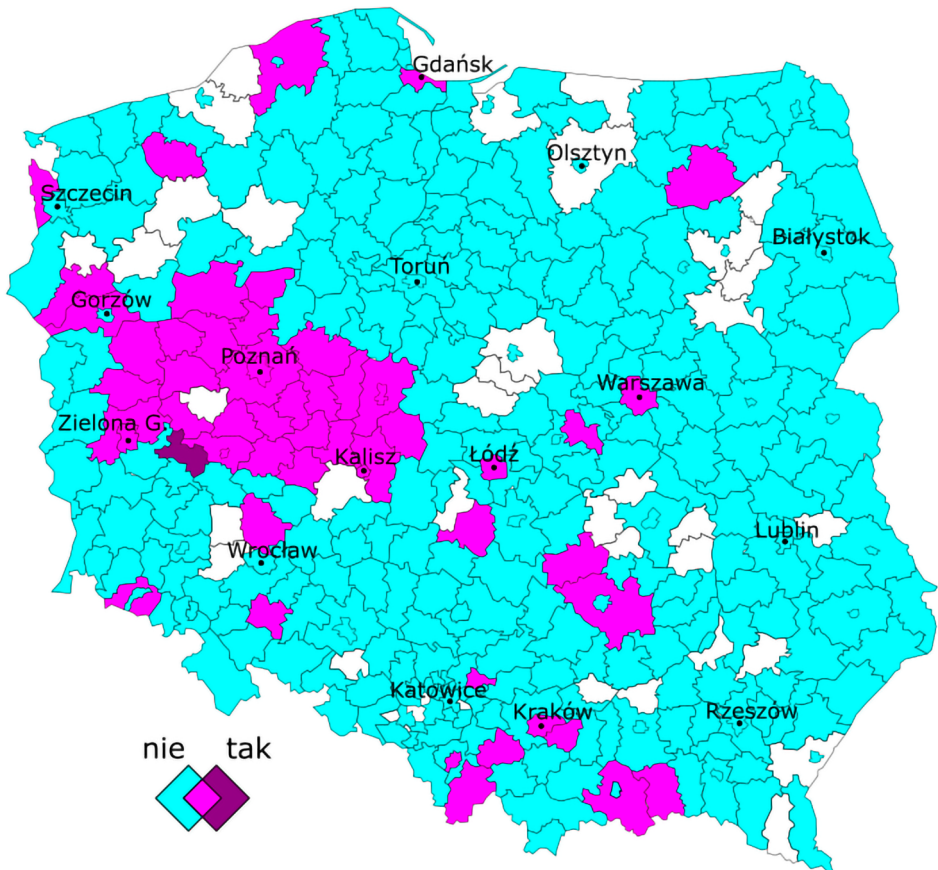 Gdańsk
Olsztyn
Szczecin
Białystok
Toruń
Gorzów
Poznań
Warszawa
Zielona G.
Kalisz
Łódź
Lublin
Wrocław
Katowice
Kraków
Rzeszów
nie tak